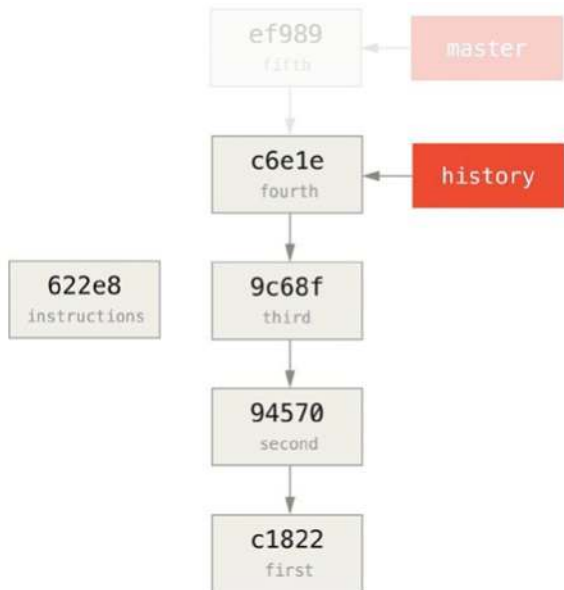 ef989
fifth
master
c6e1e
fourth
history
622e8
instructions
9c68f
third
94570
second
c1822
first